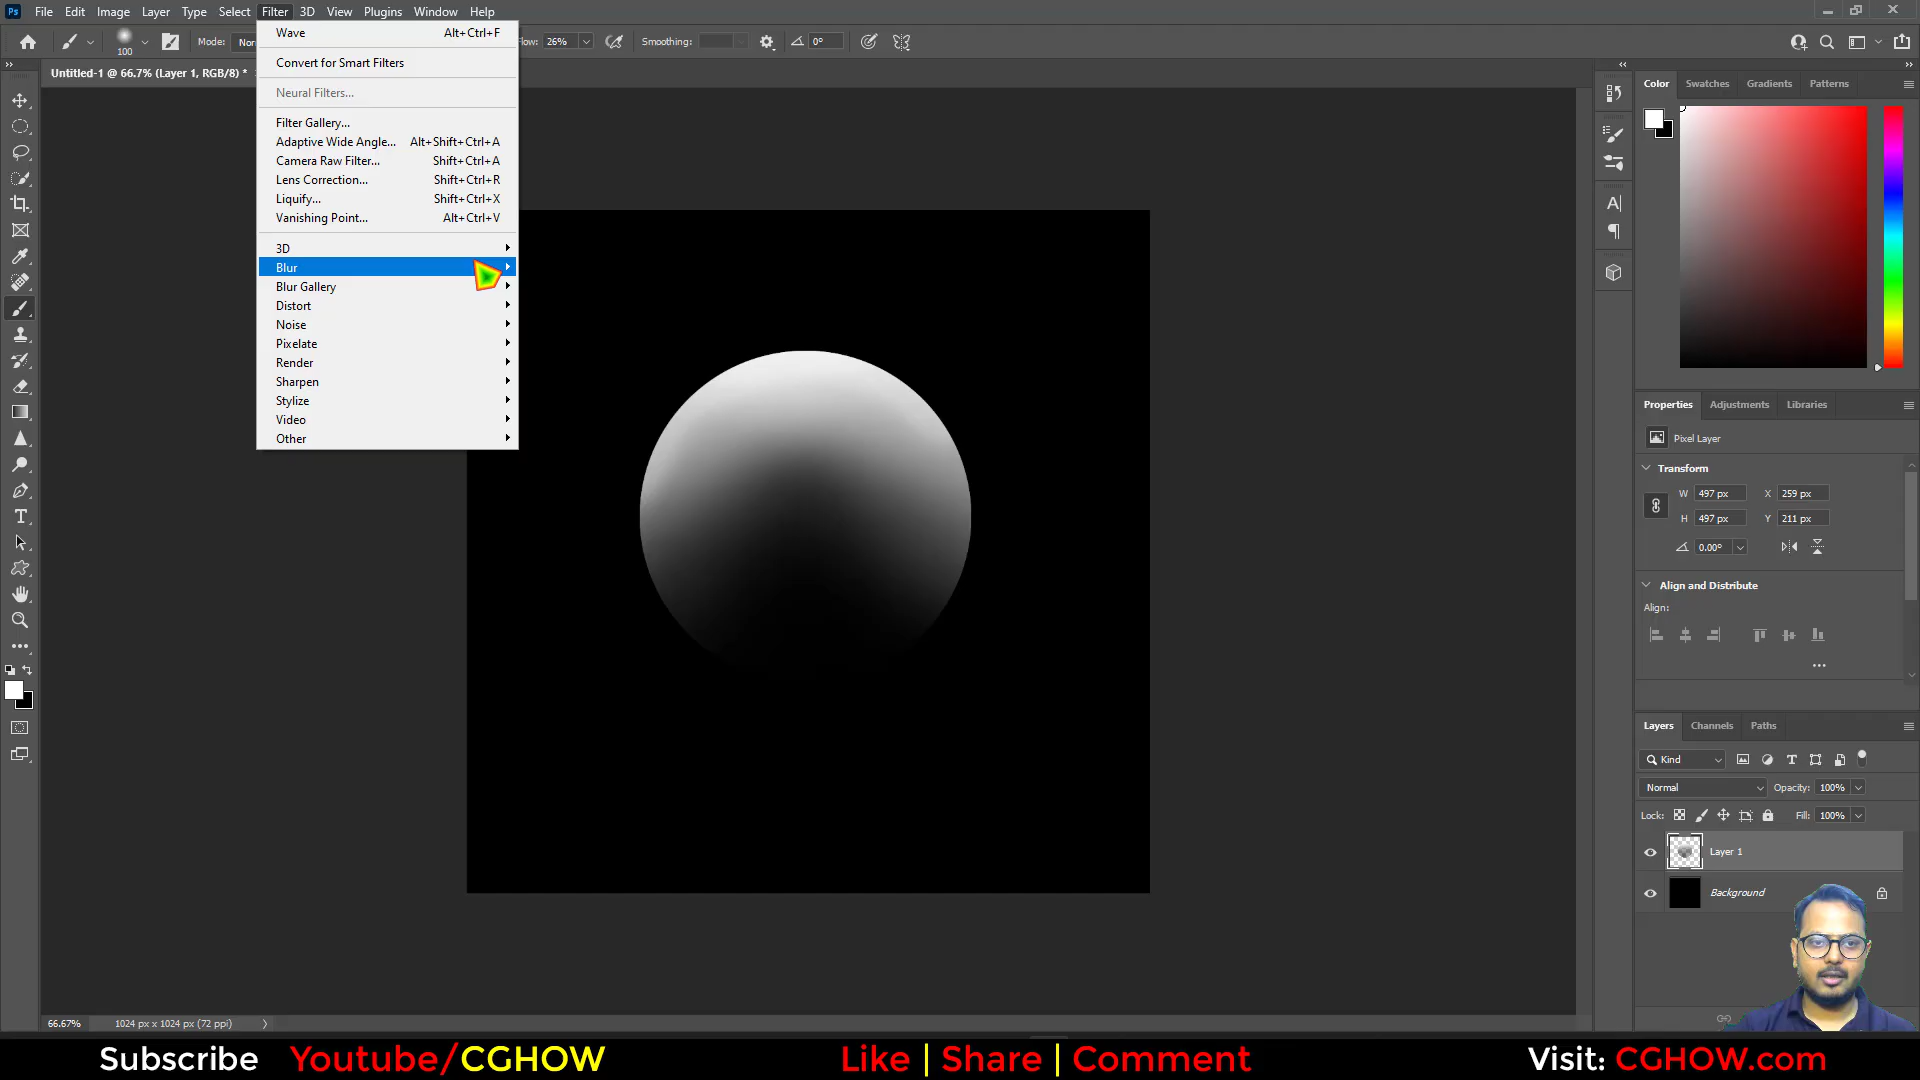 Ps File Edit Image Layer Type Select Filter 3D View Plugins Window Help
100 Mode: Nor Flow: 26% Smoothing: 0°
Untitled-1 @ 66.7% (Layer 1, RGB/8) *
Wave Alt+Ctrl+F
Convert for Smart Filters
Neural Filters...
Filter Gallery...
Adaptive Wide Angle... Alt+Shift+Ctrl+A
Camera Raw Filter... Shift+Ctrl+A
Lens Correction... Shift+Ctrl+R
Liquify... Shift+Ctrl+X
Vanishing Point... Alt+Ctrl+V
3D
Blur
Blur Gallery
Distort
Noise
Pixelate
Render
Sharpen
Stylize
Video
Other
Color Swatches Gradients Patterns
Properties Adjustments Libraries
Pixel Layer
Transform
W 497 px X 259 px
H 497 px Y 211 px
0.00°
Align and Distribute
Align:
Layers Channels Paths
Kind
Normal Opacity: 100%
Lock: Fill: 100%
Layer 1
Background
66.67% 1024 px x 1024 px (72 ppi)
Subscribe Youtube/CGHOW Like | Share | Comment Visit: CGHOW.com